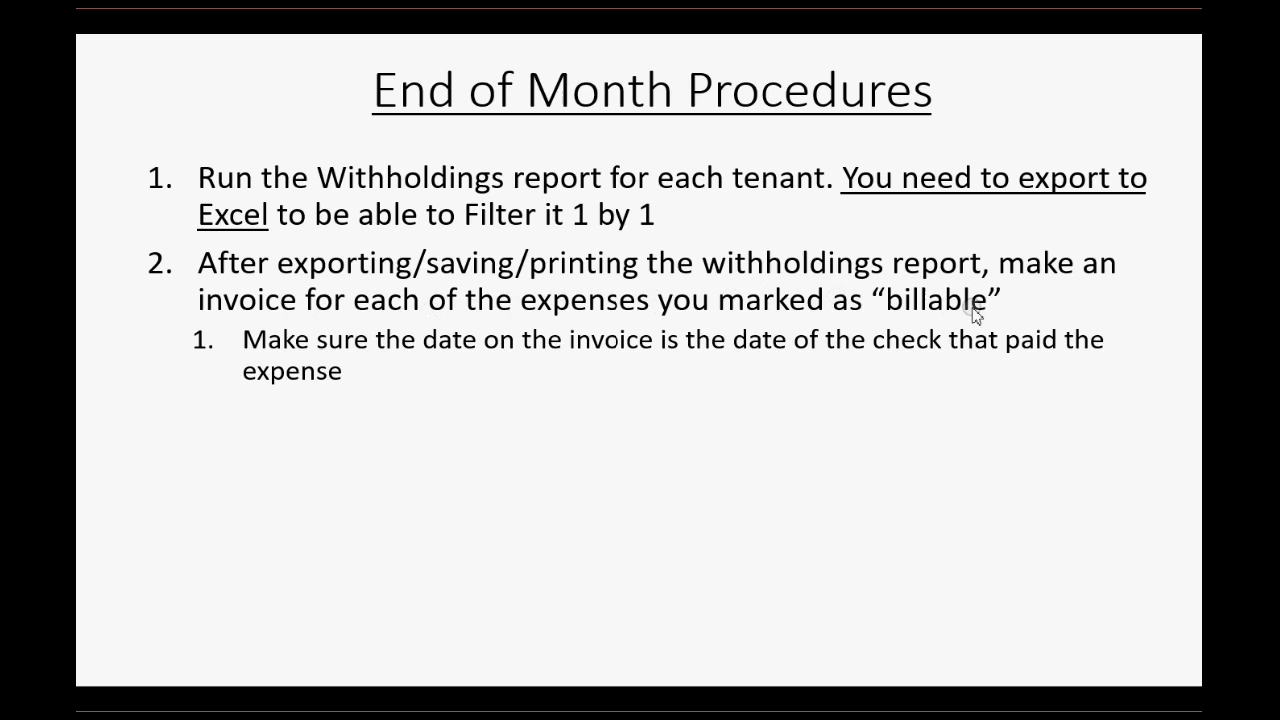 End of Month Procedures
1. Run the Withholdings report for each tenant. You need to export to
Excel to be able to Filter it 1 by 1
2. After exporting/saving/printing the withholdings report, make an
invoice for each of the expenses you marked as “billable”
1. Make sure the date on the invoice is the date of the check that paid the
expense